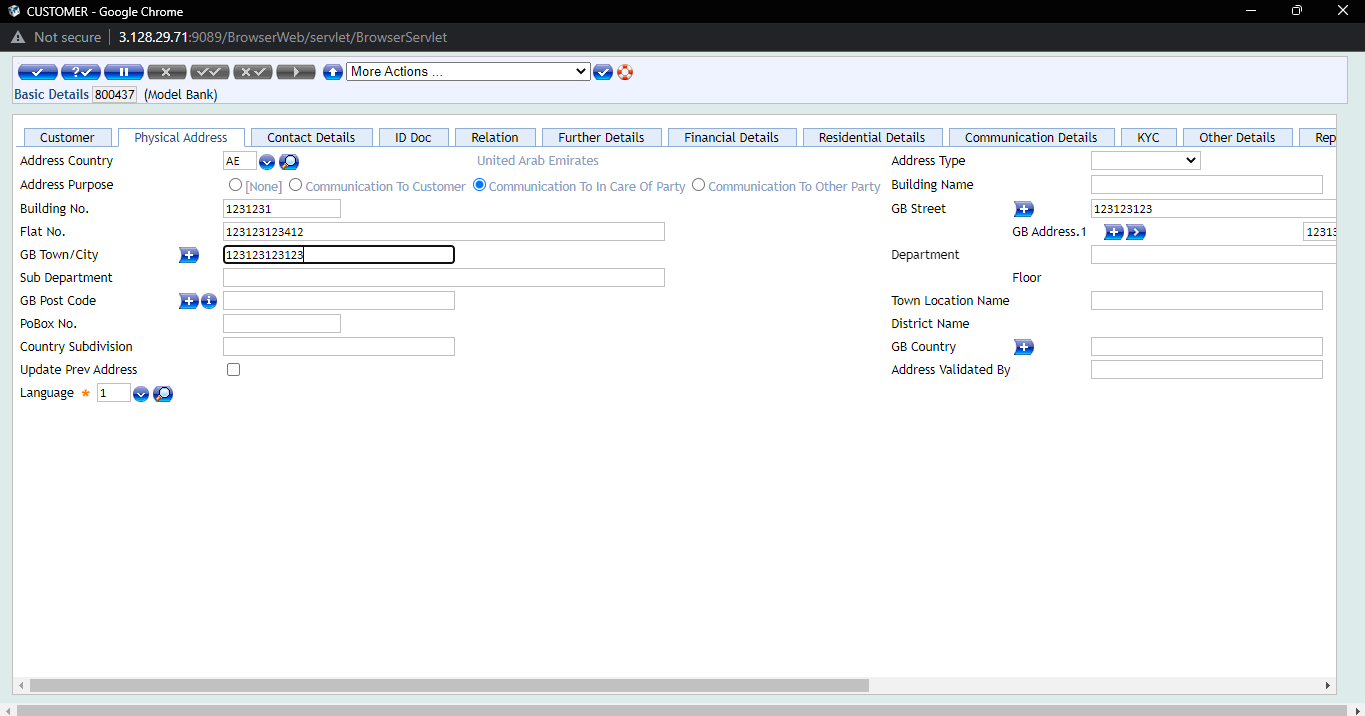 CUSTOMER - Google Chrome
Not secure 3.128.29.71:9089/BrowserWeb/servlet/BrowserServlet
More Actions ...
Basic Details 800437 (Model Bank)
Customer Physical Address Contact Details ID Doc Relation Further Details Financial Details Residential Details Communication Details KYC Other Details Rep
Address Country AE United Arab Emirates Address Type
Address Purpose [None] Communication To Customer Communication To In Care Of Party Communication To Other Party Building Name
Building No. 1231231 GB Street 123123123
Flat No. 123123123412 GB Address.1 12313
GB Town/City 123123123123 Department
Sub Department Floor
GB Post Code Town Location Name
PoBox No. District Name
Country Subdivision GB Country
Update Prev Address Address Validated By
Language * 1